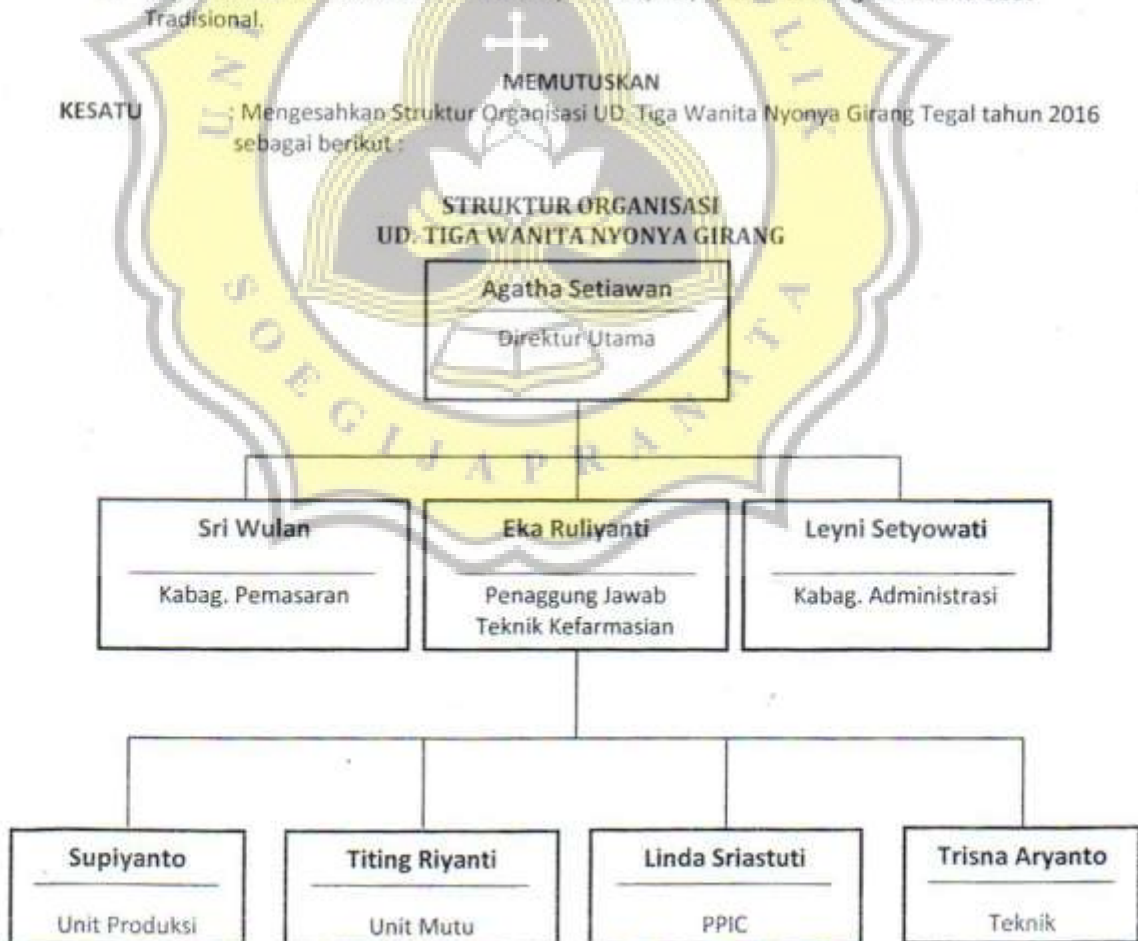 Tradisional.
MEMUTUSKAN
KESATU : Mengesahkan Struktur Organisasi UD. Tiga Wanita Nyonya Girang Tegal tahun 2016
sebagai berikut :
STRUKTUR ORGANISASI
UD. TIGA WANITA NYONYA GIRANG
Agatha Setiawan
Direktur Utama
Sri Wulan
Kabag. Pemasaran
Eka Ruliyanti
Penaggung Jawab
Teknik Kefarmasian
Leyni Setyowati
Kabag. Administrasi
Supiyanto
Unit Produksi
Titing Riyanti
Unit Mutu
Linda Sriastuti
PPIC
Trisna Aryanto
Teknik
SOEGIJAPRANATA